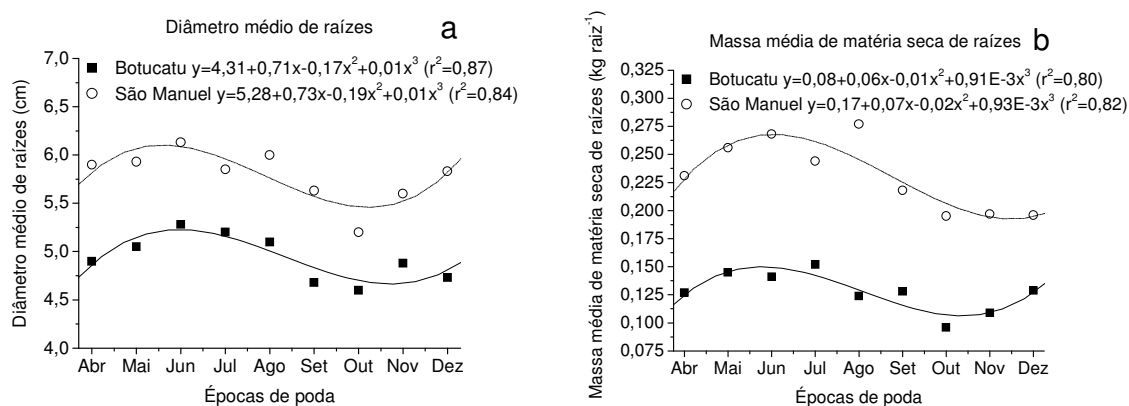 Diâmetro médio de raízes
a
Diâmetro médio de raízes (cm)
7,0
6,5
6,0
5,5
5,0
4,5
4,0
Botucatu y=4,31+0,71x-0,17x²+0,01x³ (r²=0,87)
São Manuel y=5,28+0,73x-0,19x²+0,01x³ (r²=0,84)
Abr Mai Jun Jul Ago Set Out Nov Dez
Épocas de poda
Massa média de matéria seca de raízes
b
Massa média de matéria seca de raízes (kg raiz⁻¹)
0,325
0,300
0,275
0,250
0,225
0,200
0,175
0,150
0,125
0,100
0,075
Botucatu y=0,08+0,06x-0,01x²+0,91E-3x³ (r²=0,80)
São Manuel y=0,17+0,07x-0,02x²+0,93E-3x³ (r²=0,82)
Abr Mai Jun Jul Ago Set Out Nov Dez
Épocas de poda